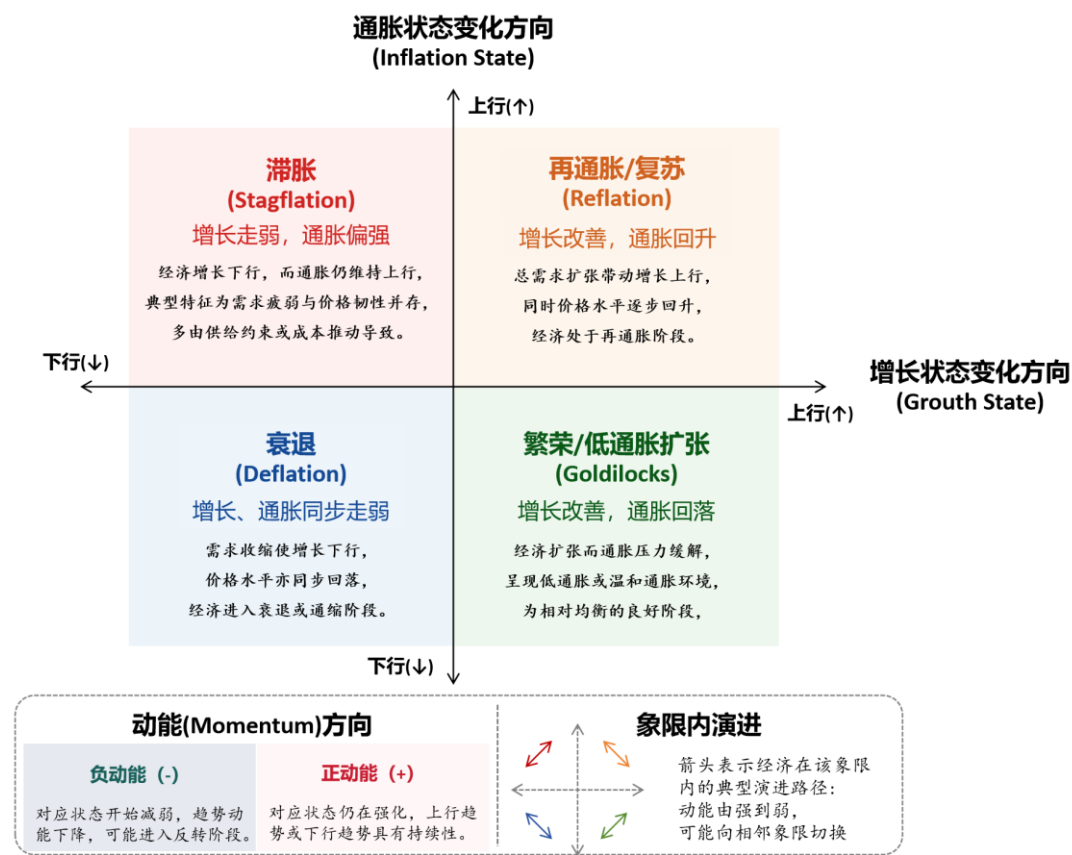 通胀状态变化方向
(Inflation State)
上行(↑)
滞胀
(Stagflation)
增长走弱，通胀偏强
经济增长下行，而通胀仍维持上行，
典型特征为需求疲弱与价格韧性并存，
多由供给约束或成本推动导致。
再通胀/复苏
(Reflation)
增长改善，通胀回升
总需求扩张带动增长上行，
同时价格水平逐步回升，
经济处于再通胀阶段。
下行(↓)
增长状态变化方向
(Grouth State)
上行(↑)
衰退
(Deflation)
增长、通胀同步走弱
需求收缩使增长下行，
价格水平亦同步回落，
经济进入衰退或通缩阶段。
繁荣/低通胀扩张
(Goldilocks)
增长改善，通胀回落
经济扩张而通胀压力缓解，
呈现低通胀或温和通胀环境，
为相对均衡的良好阶段，
下行(↓)
动能(Momentum)方向
负动能（-）
对应状态开始减弱，趋势动
能下降，可能进入反转阶段。
正动能（+）
对应状态仍在强化，上行趋
势或下行趋势具有持续性。
象限内演进
箭头表示经济在该象限
内的典型演进路径：
动能由强到弱，
可能向相邻象限切换